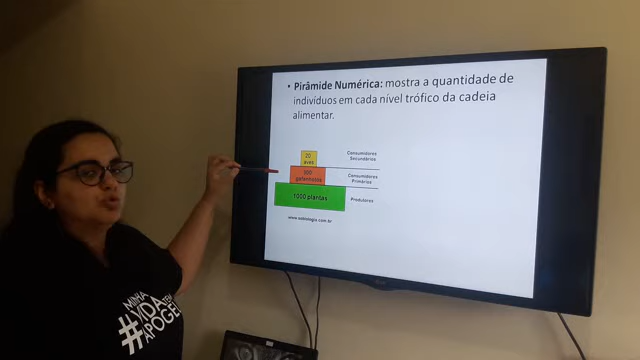 • Pirâmide Numérica: mostra a quantidade de
indivíduos em cada nível trófico da cadeia
alimentar.
20
aves
Consumidores
Secundários
300
gafanhotos
Consumidores
Primários
1000 plantas
Produtores
www.sobiologia.com.br
MINHA
VIDA
TEM
#APOGEU